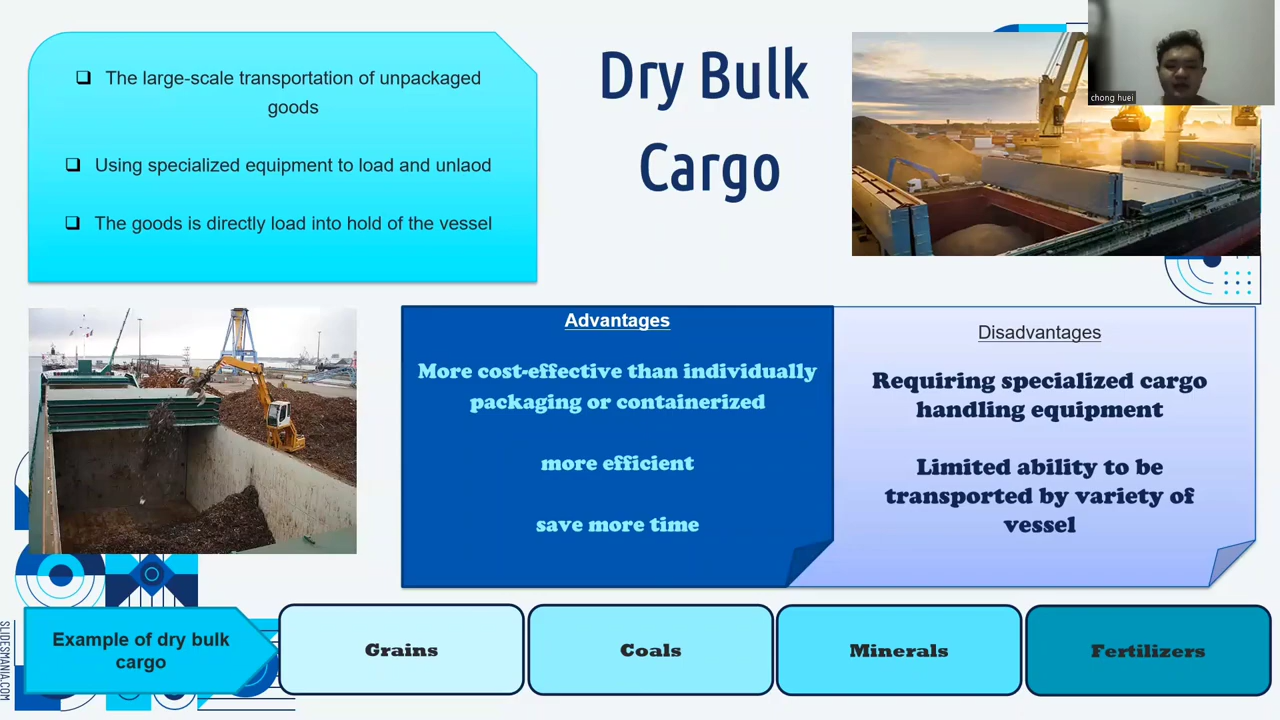 ❑ The large-scale transportation of unpackaged
goods
❑ Using specialized equipment to load and unlaod
❑ The goods is directly load into hold of the vessel
Dry Bulk
Cargo
chong huei
Advantages
More cost-effective than individually
packaging or containerized
more efficient
save more time
Disadvantages
Requiring specialized cargo
handling equipment
Limited ability to be
transported by variety of
vessel
Example of dry bulk
cargo
Grains
Coals
Minerals
Fertilizers
SLIDESMANIA.COM